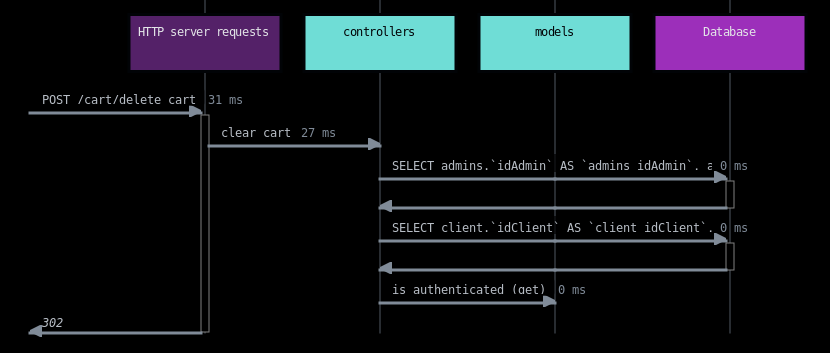 HTTP server requests
controllers
models
Database
POST /cart/delete cart 31 ms
clear cart 27 ms
SELECT admins.`idAdmin` AS `admins idAdmin`. a 0 ms
SELECT client.`idClient` AS `client idClient`. 0 ms
is authenticated (get) 0 ms
302